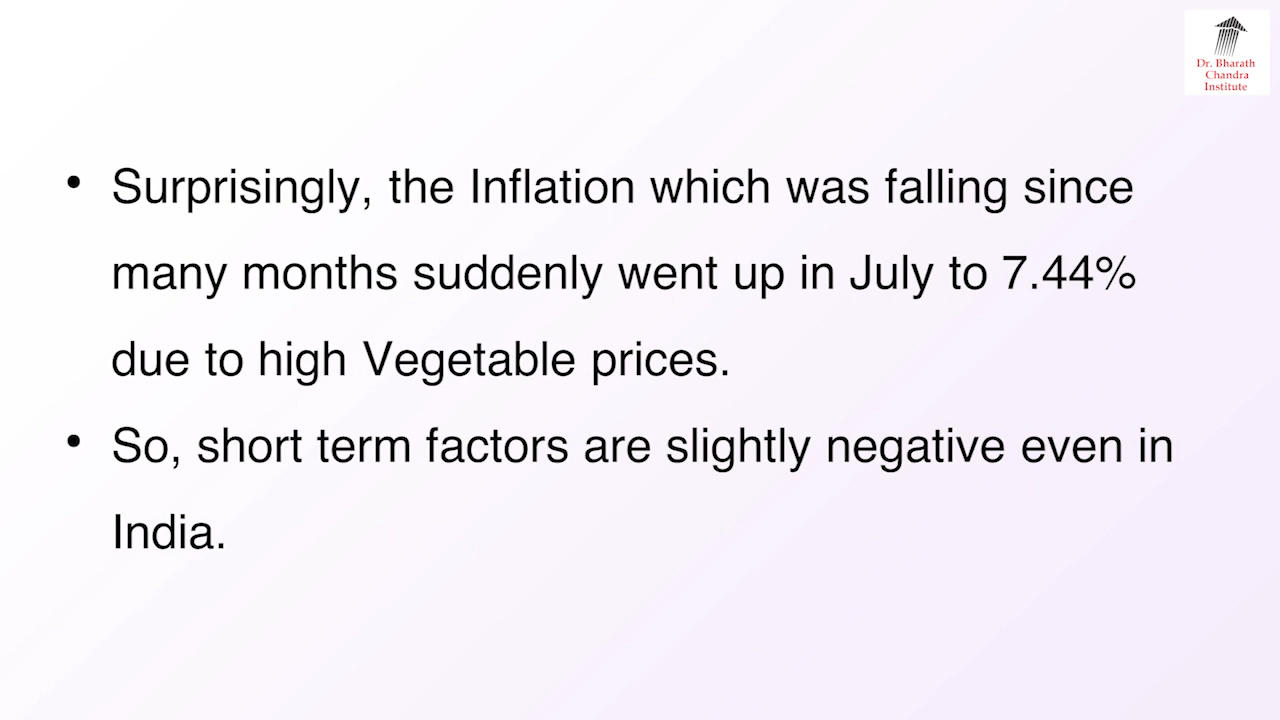 Dr. Bharath
Chandra
Institute
• Surprisingly, the Inflation which was falling since
many months suddenly went up in July to 7.44%
due to high Vegetable prices.
• So, short term factors are slightly negative even in
India.